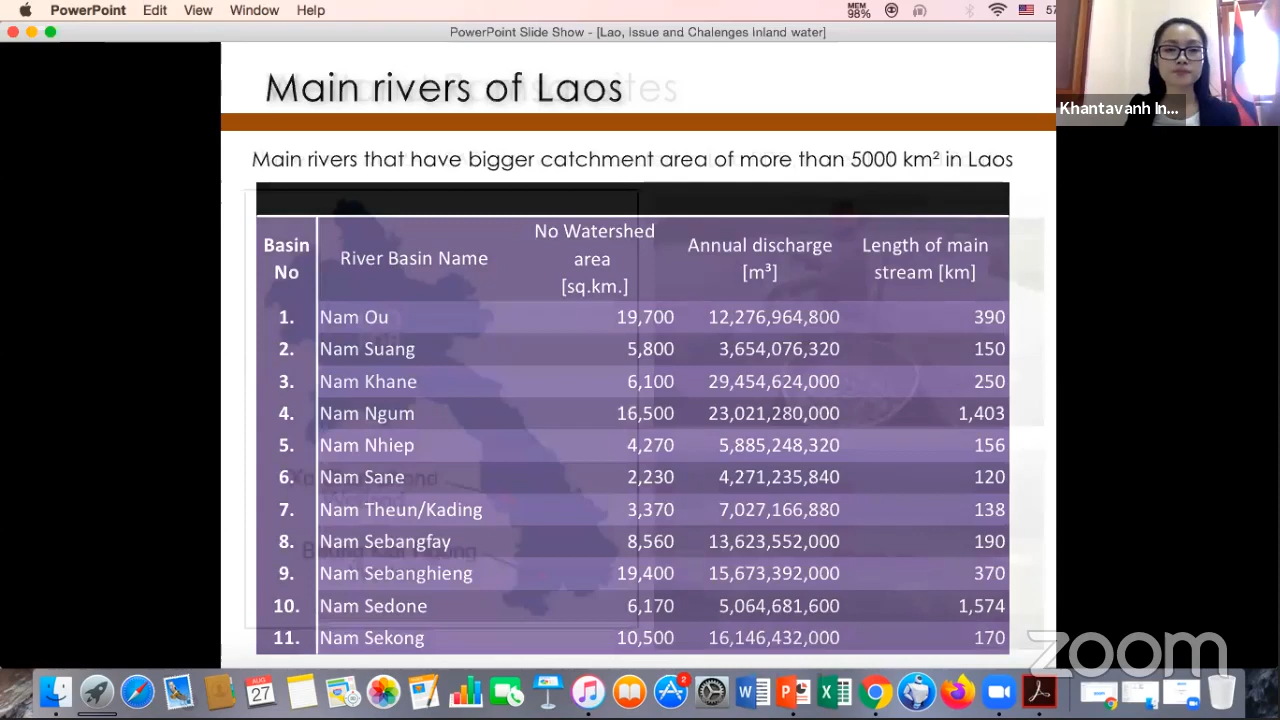 PowerPoint Edit View Window Help MEM 98% 57
PowerPoint Slide Show - [Lao, Issue and Chalenges Inland water]
Khantavanh In...
Main rivers of Laos
Main rivers that have bigger catchment area of more than 5000 km² in Laos
Basin No River Basin Name No Watershed area [sq.km.] Annual discharge [m³] Length of main stream [km]
1. Nam Ou 19,700 12,276,964,800 390
2. Nam Suang 5,800 3,654,076,320 150
3. Nam Khane 6,100 29,454,624,000 250
4. Nam Ngum 16,500 23,021,280,000 1,403
5. Nam Nhiep 4,270 5,885,248,320 156
6. Nam Sane 2,230 4,271,235,840 120
7. Nam Theun/Kading 3,370 7,027,166,880 138
8. Nam Sebangfay 8,560 13,623,552,000 190
9. Nam Sebanghieng 19,400 15,673,392,000 370
10. Nam Sedone 6,170 5,064,681,600 1,574
11. Nam Sekong 10,500 16,146,432,000 170
zoom
AUG 27
2